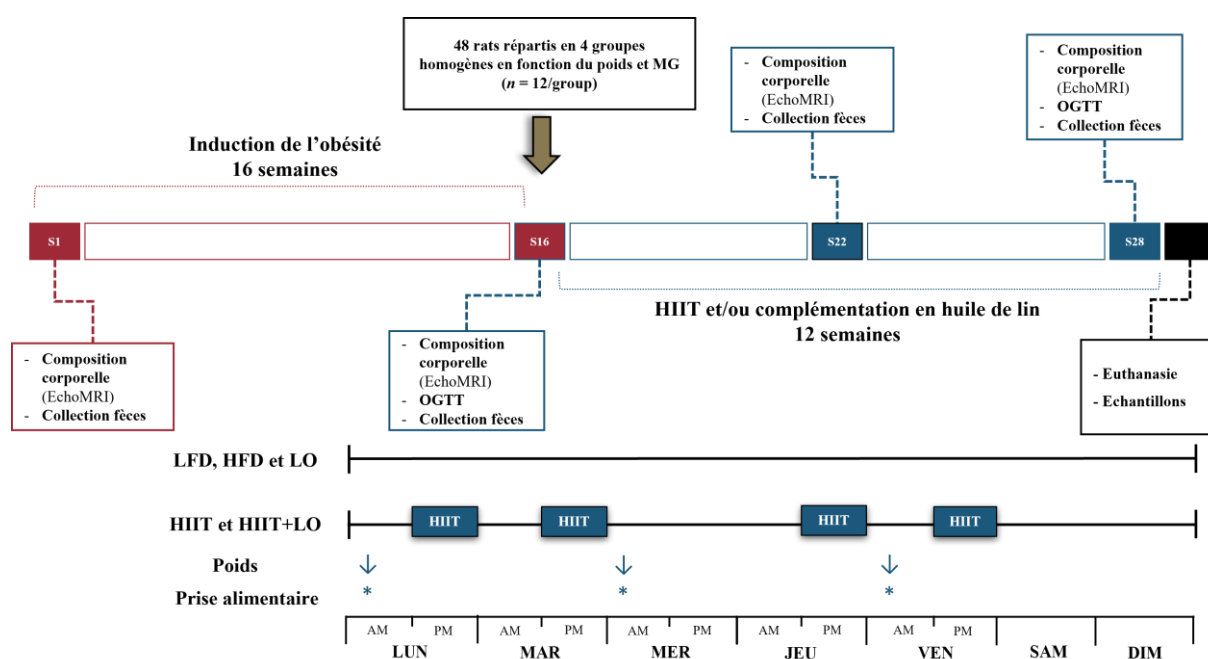 48 rats répartis en 4 groupes
homogènes en fonction du poids et MG
(n = 12/group)
- Composition
corporelle
(EchoMRI)
- Collection fèces
- Composition
corporelle
(EchoMRI)
- OGTT
- Collection fèces
Induction de l'obésité
16 semaines
S1
S16
S22
S28
HIIT et/ou complémentation en huile de lin
12 semaines
- Composition
corporelle
(EchoMRI)
- Collection fèces
- Composition
corporelle
(EchoMRI)
- OGTT
- Collection fèces
- Euthanasie
- Echantillons
LFD, HFD et LO
HIIT et HIIT+LO
HIIT
HIIT
HIIT
HIIT
Poids
Prise alimentaire
* * *
AM PM AM PM AM PM AM PM AM PM
LUN MAR MER JEU VEN SAM DIM